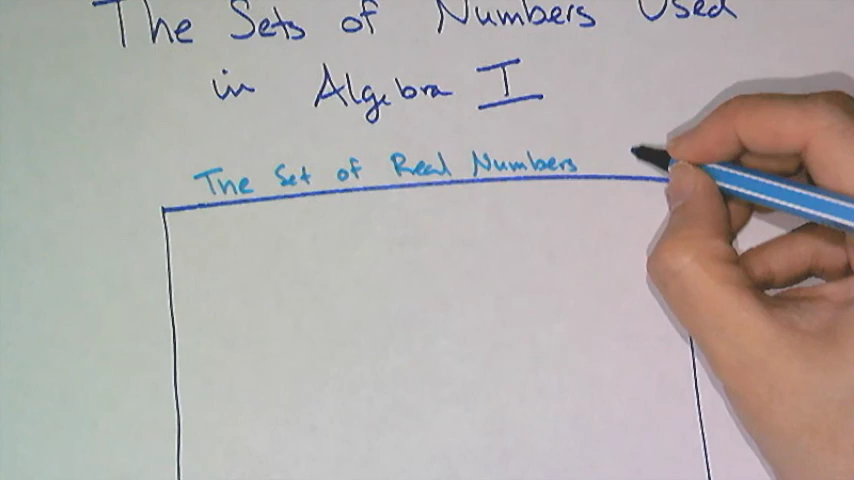 The Sets of Numbers Used
in Algebra I
The Set of Real Numbers